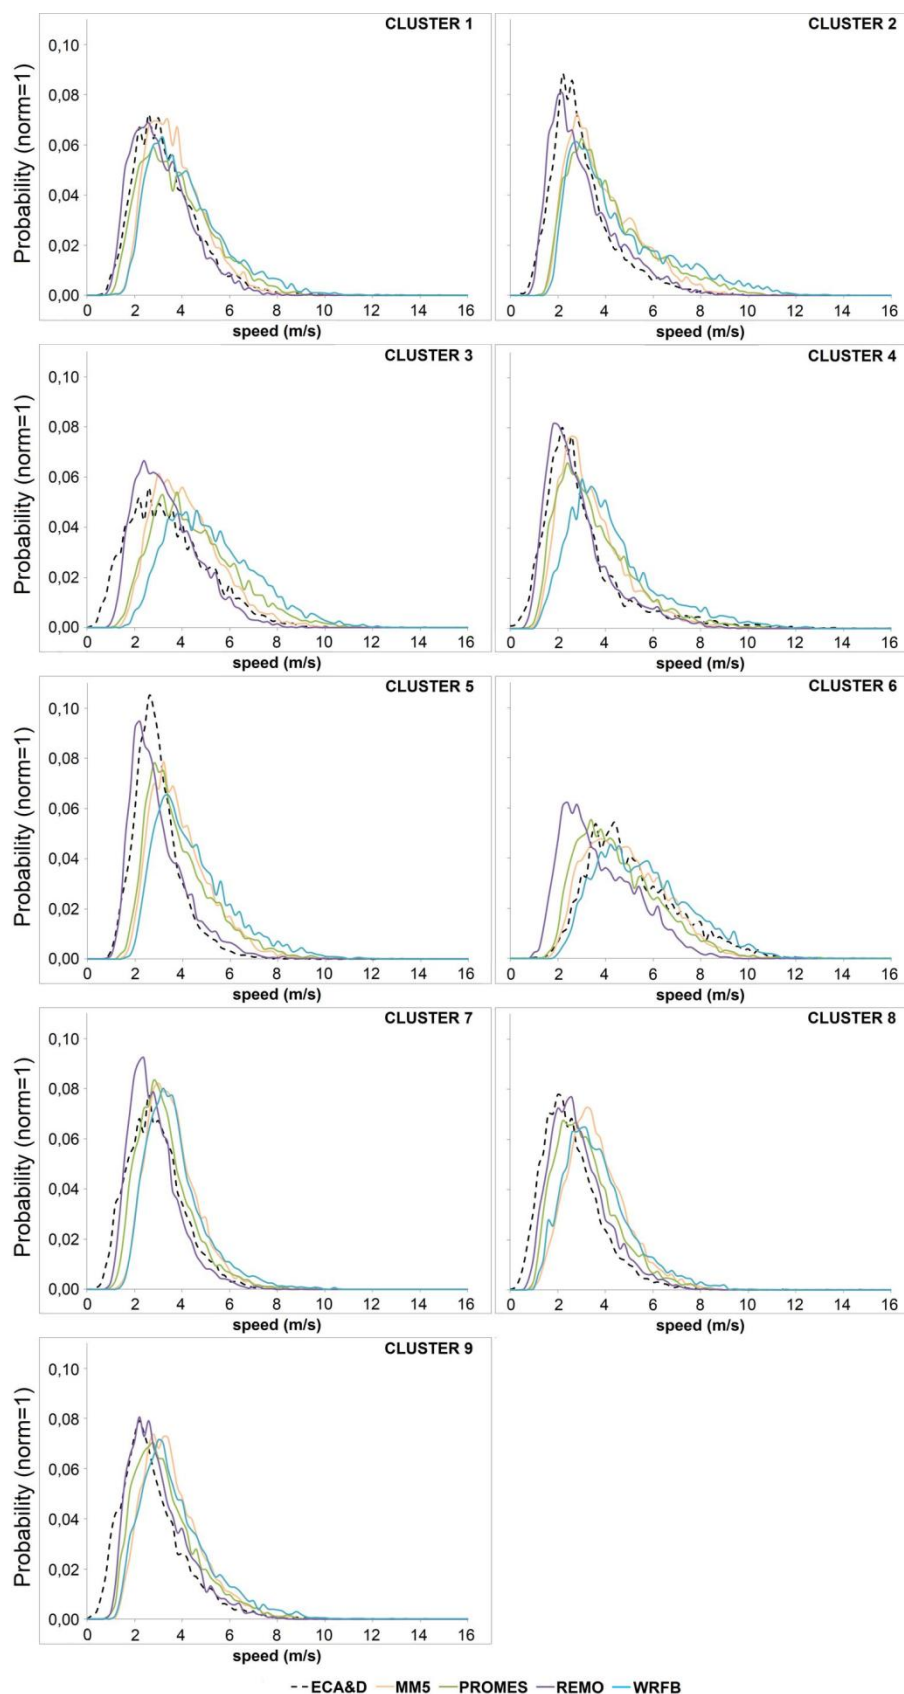 CLUSTER 1
Probability (norm=1)
0,10
0,08
0,06
0,04
0,02
0,00
0 2 4 6 8 10 12 14 16
speed (m/s)
CLUSTER 2
0 2 4 6 8 10 12 14 16
speed (m/s)
CLUSTER 3
Probability (norm=1)
0,10
0,08
0,06
0,04
0,02
0,00
0 2 4 6 8 10 12 14 16
speed (m/s)
CLUSTER 4
0 2 4 6 8 10 12 14 16
speed (m/s)
CLUSTER 5
Probability (norm=1)
0,10
0,08
0,06
0,04
0,02
0,00
0 2 4 6 8 10 12 14 16
speed (m/s)
CLUSTER 6
0 2 4 6 8 10 12 14 16
speed (m/s)
CLUSTER 7
Probability (norm=1)
0,10
0,08
0,06
0,04
0,02
0,00
0 2 4 6 8 10 12 14 16
speed (m/s)
CLUSTER 8
0 2 4 6 8 10 12 14 16
speed (m/s)
CLUSTER 9
Probability (norm=1)
0,10
0,08
0,06
0,04
0,02
0,00
0 2 4 6 8 10 12 14 16
speed (m/s)
ECA&D MM5 PROMES REMO WRFB